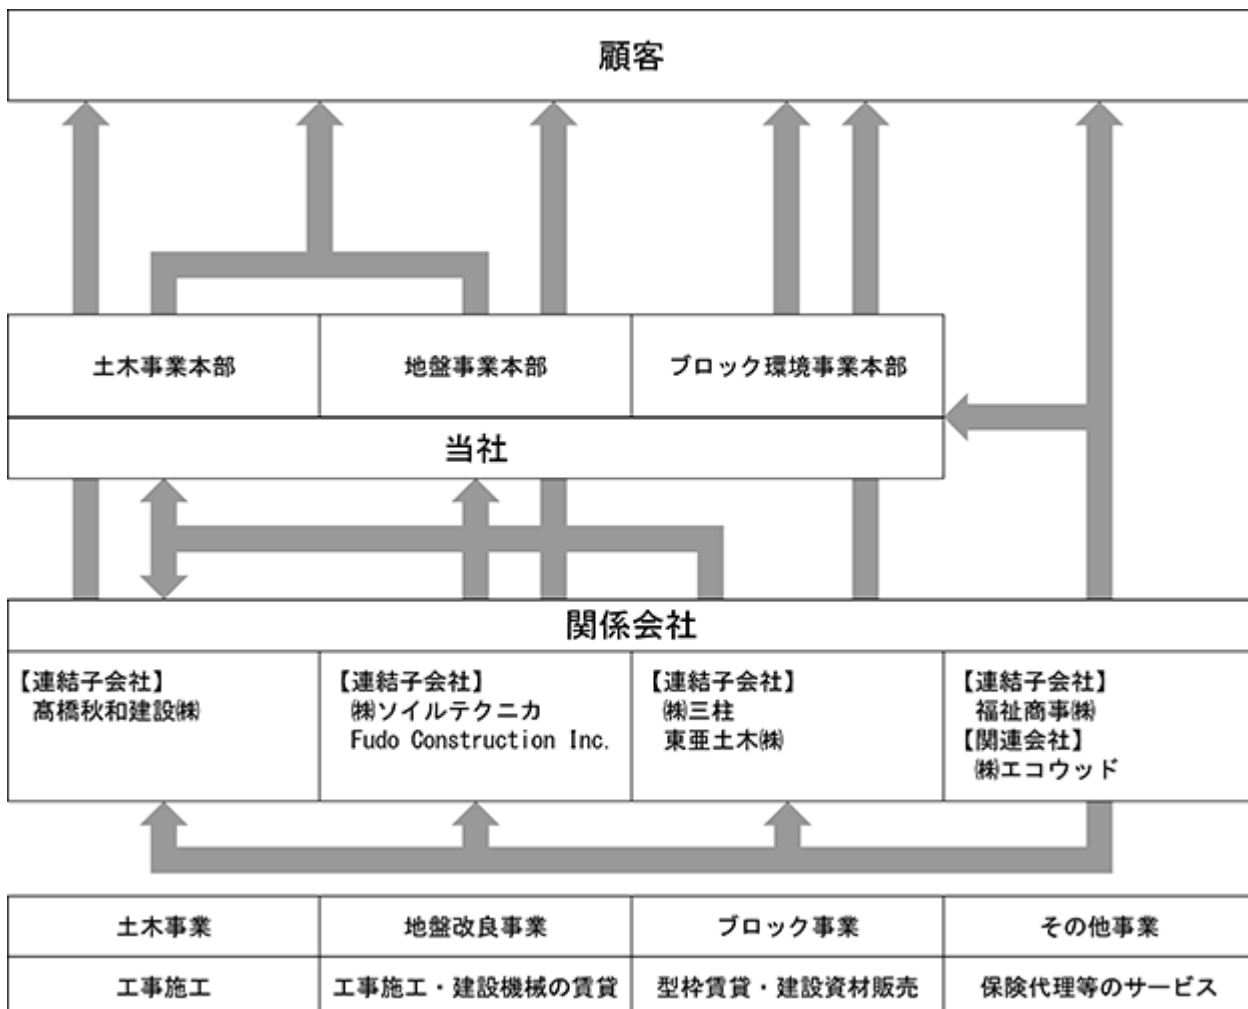 顧客
土木事業本部
地盤事業本部
ブロック環境事業本部
当社
関係会社
【連結子会社】
髙橋秋和建設㈱
【連結子会社】
㈱ソイルテクニカ
Fudo Construction Inc.
【連結子会社】
㈱三柱
東亜土木㈱
【連結子会社】
福祉商事㈱
【関連会社】
㈱エコウッド
土木事業
地盤改良事業
ブロック事業
その他事業
工事施工
工事施工・建設機械の賃貸
型枠賃貸・建設資材販売
保険代理等のサービス